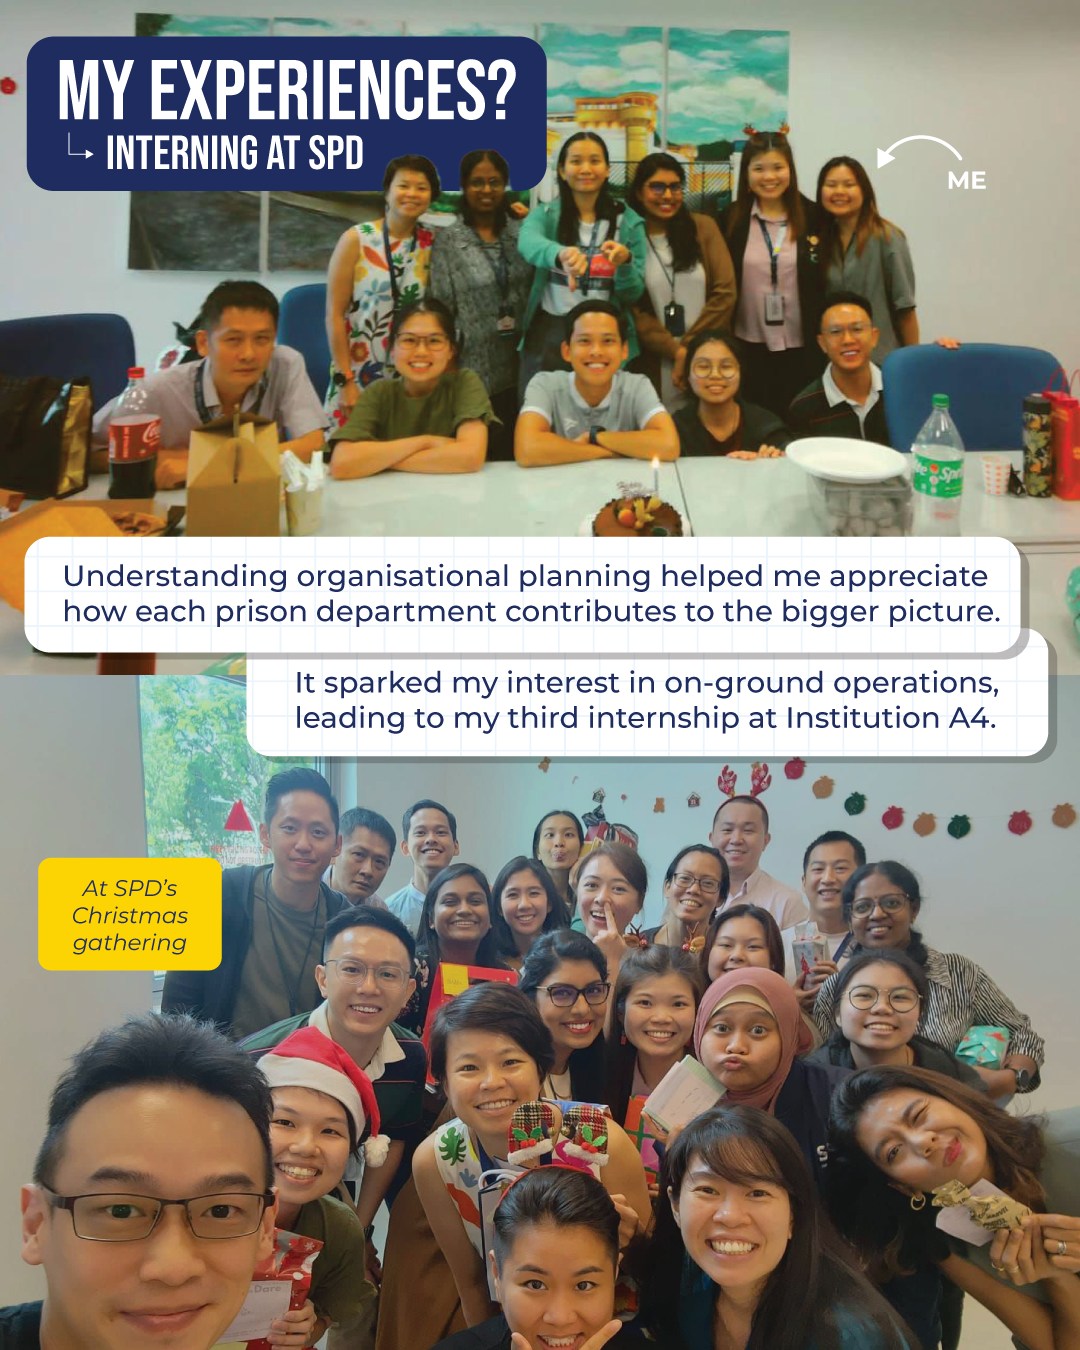 MY EXPERIENCES?
INTERNING AT SPD
ME
Understanding organisational planning helped me appreciate
how each prison department contributes to the bigger picture.
It sparked my interest in on-ground operations,
leading to my third internship at Institution A4.
At SPD's
Christmas
gathering